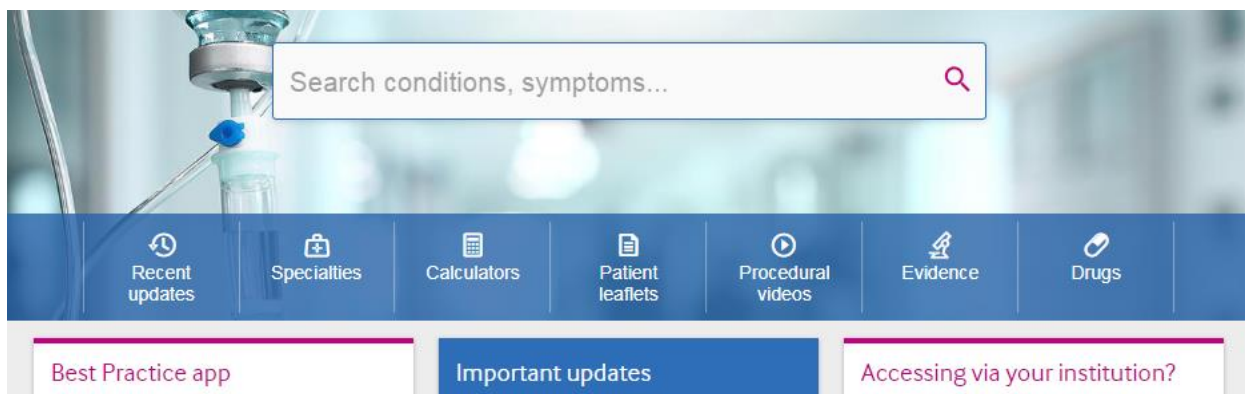 Search conditions, symptoms...
Recent
updates
Specialties
Calculators
Patient
leaflets
Procedural
videos
Evidence
Drugs
Best Practice app
Important updates
Accessing via your institution?